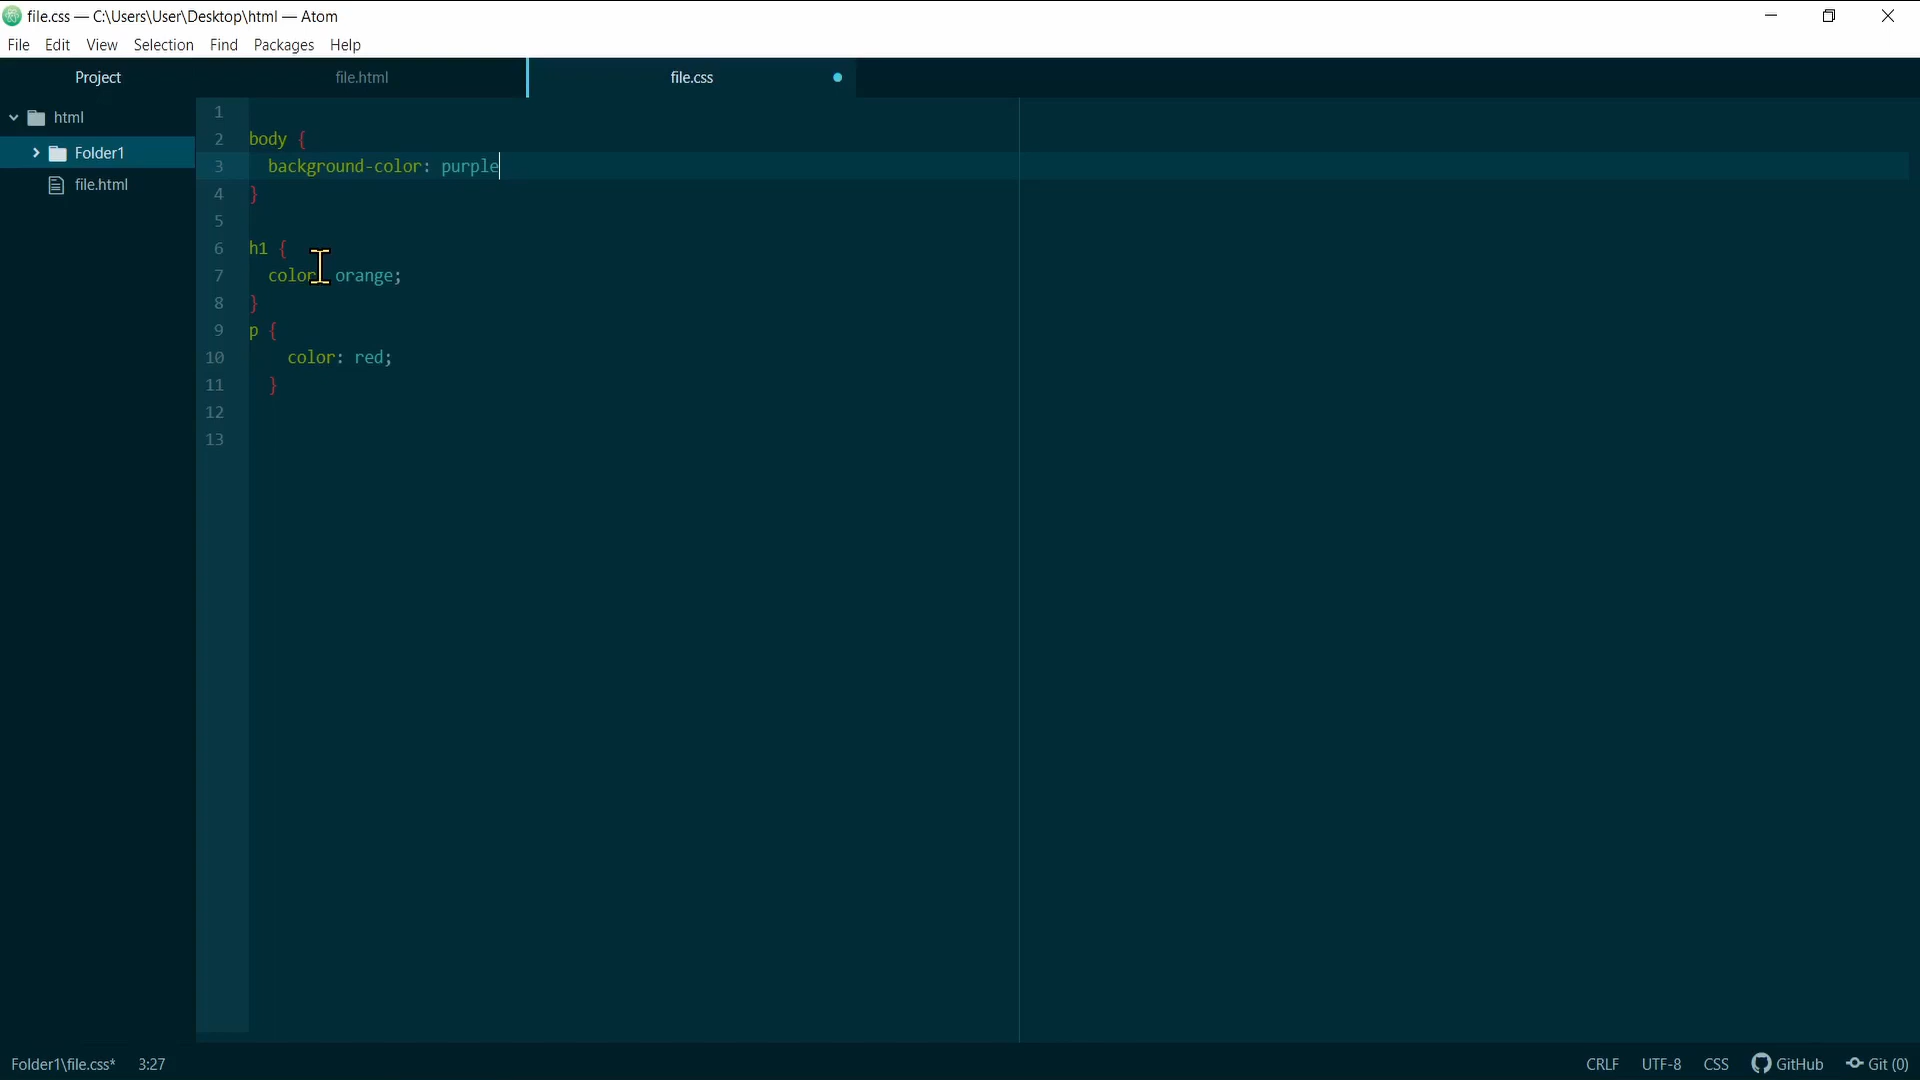 file.css — C:\Users\User\Desktop\html — Atom
File Edit View Selection Find Packages Help
Project file.html file.css
html
Folder1
file.html
1
2 body {
3 background-color: purple
4 }
5
6 h1 {
7 color orange;
8 }
9 p {
10 color: red;
11 }
12
13
Folder1\file.css* 3:27 CRLF UTF-8 CSS GitHub Git (0)